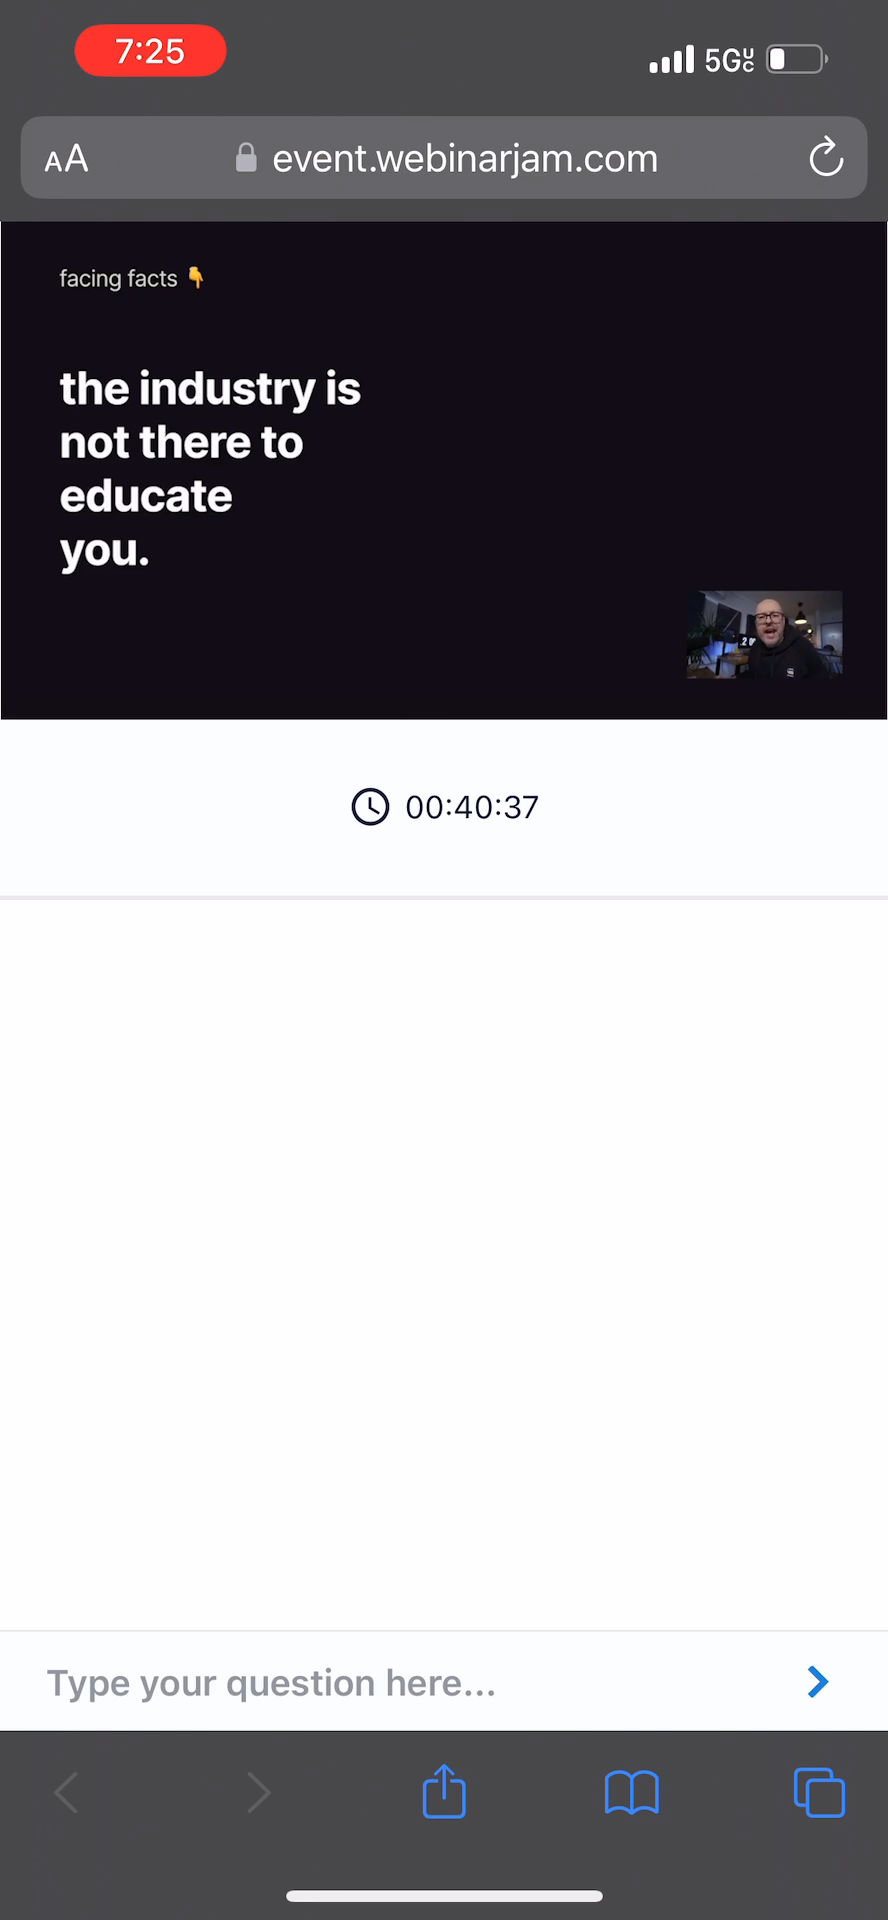 7:25
5G UC
AA
event.webinarjam.com
facing facts 👇
the industry is
not there to
educate
you.
00:40:37
Type your question here...